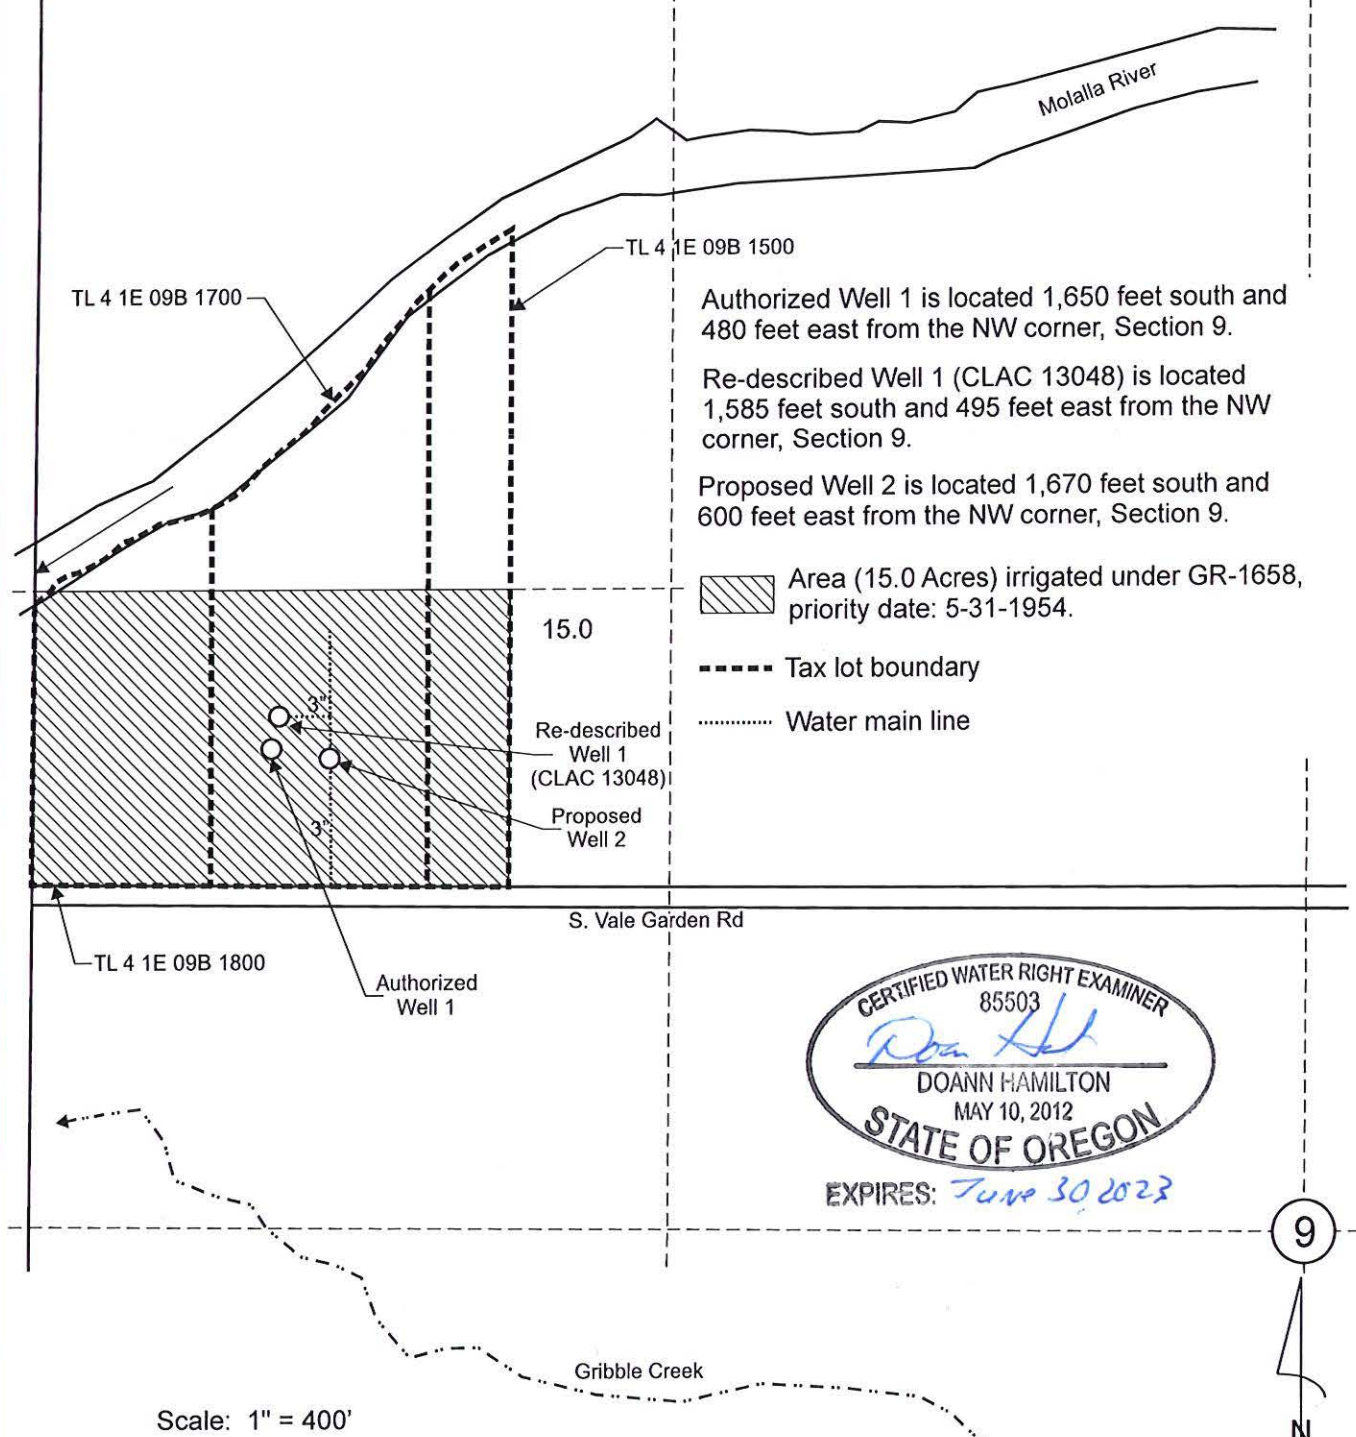 Molalla River
TL 4 1E 09B 1500
TL 4 1E 09B 1700
Authorized Well 1 is located 1,650 feet south and
480 feet east from the NW corner, Section 9.
Re-described Well 1 (CLAC 13048) is located
1,585 feet south and 495 feet east from the NW
corner, Section 9.
Proposed Well 2 is located 1,670 feet south and
600 feet east from the NW corner, Section 9.
Area (15.0 Acres) irrigated under GR-1658,
priority date: 5-31-1954.
15.0
Tax lot boundary
Water main line
3"
Re-described
Well 1
(CLAC 13048)
Proposed
Well 2
3"
S. Vale Garden Rd
TL 4 1E 09B 1800
Authorized
Well 1
CERTIFIED WATER RIGHT EXAMINER
85503
DOANN HAMILTON
MAY 10, 2012
STATE OF OREGON
EXPIRES: June 30 2023
9
Gribble Creek
Scale: 1" = 400'
N